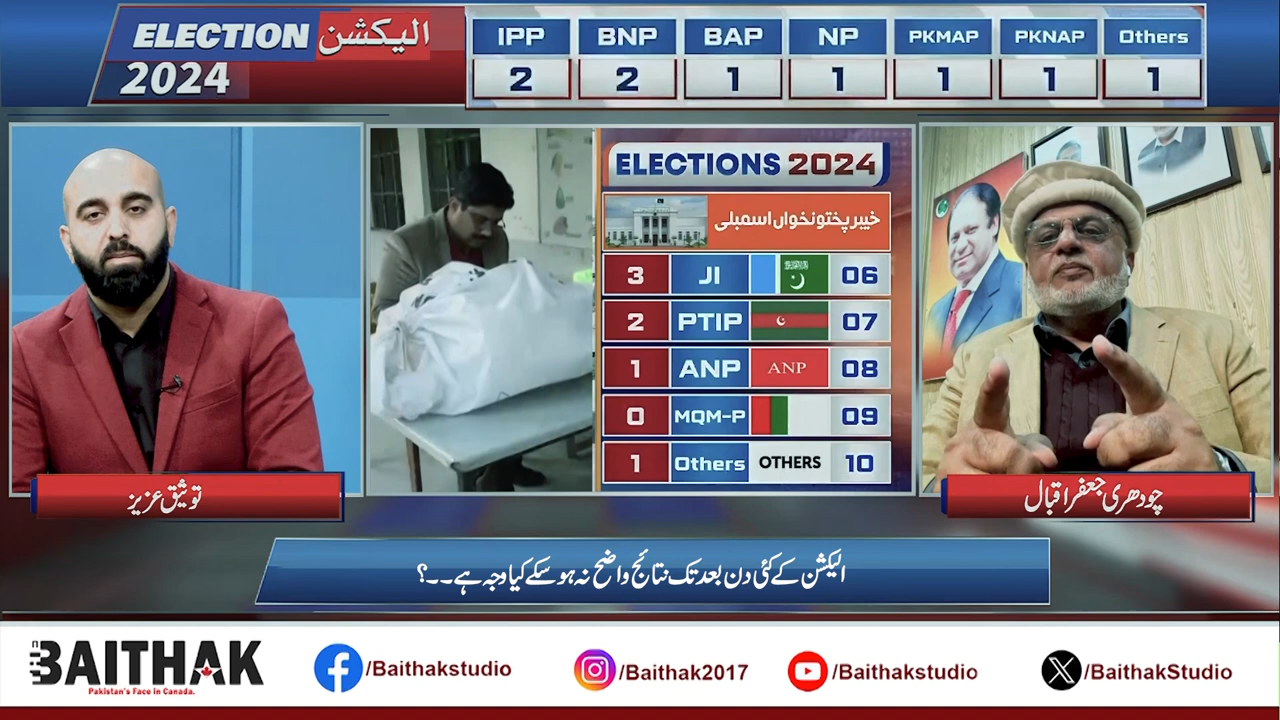 ELECTION الیکشن
2024
IPP BNP BAP NP PKMAP PKNAP Others
2 2 1 1 1 1 1
ELECTIONS 2024
خیبر پختونخواں اسمبلی
3 JI 06
2 PTIP 07
1 ANP ANP 08
0 MQM-P 09
1 Others OTHERS 10
توثیق عزیز
چودھری جعفر اقبال
الیکشن کے کئی دن بعد تک نتائج واضح نہ ہو سکے کیا وجہ ہے۔۔؟
BAITHAK
Pakistan's Face in Canada.
/Baithakstudio
/Baithak2017
/Baithakstudio
/BaithakStudio